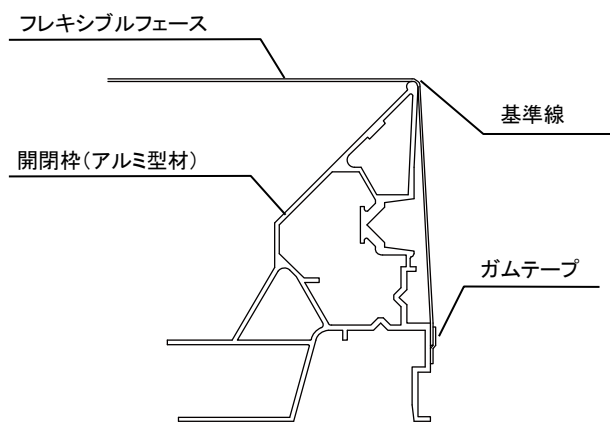 フレキシブルフェース
基準線
開閉枠(アルミ型材)
ガムテープ